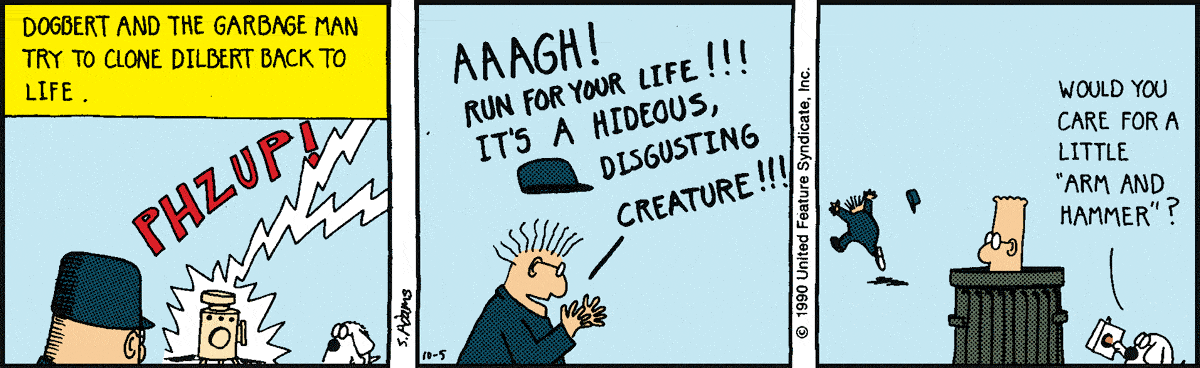 DOGBERT AND THE GARBAGE MAN
TRY TO CLONE DILBERT BACK TO
LIFE.
PHZUP!
S. Adams
AAAGH!
RUN FOR YOUR LIFE!!!
IT'S A HIDEOUS,
DISGUSTING
CREATURE!!!
10-5
© 1990 United Feature Syndicate, Inc.
WOULD YOU
CARE FOR A
LITTLE
"ARM AND
HAMMER"?